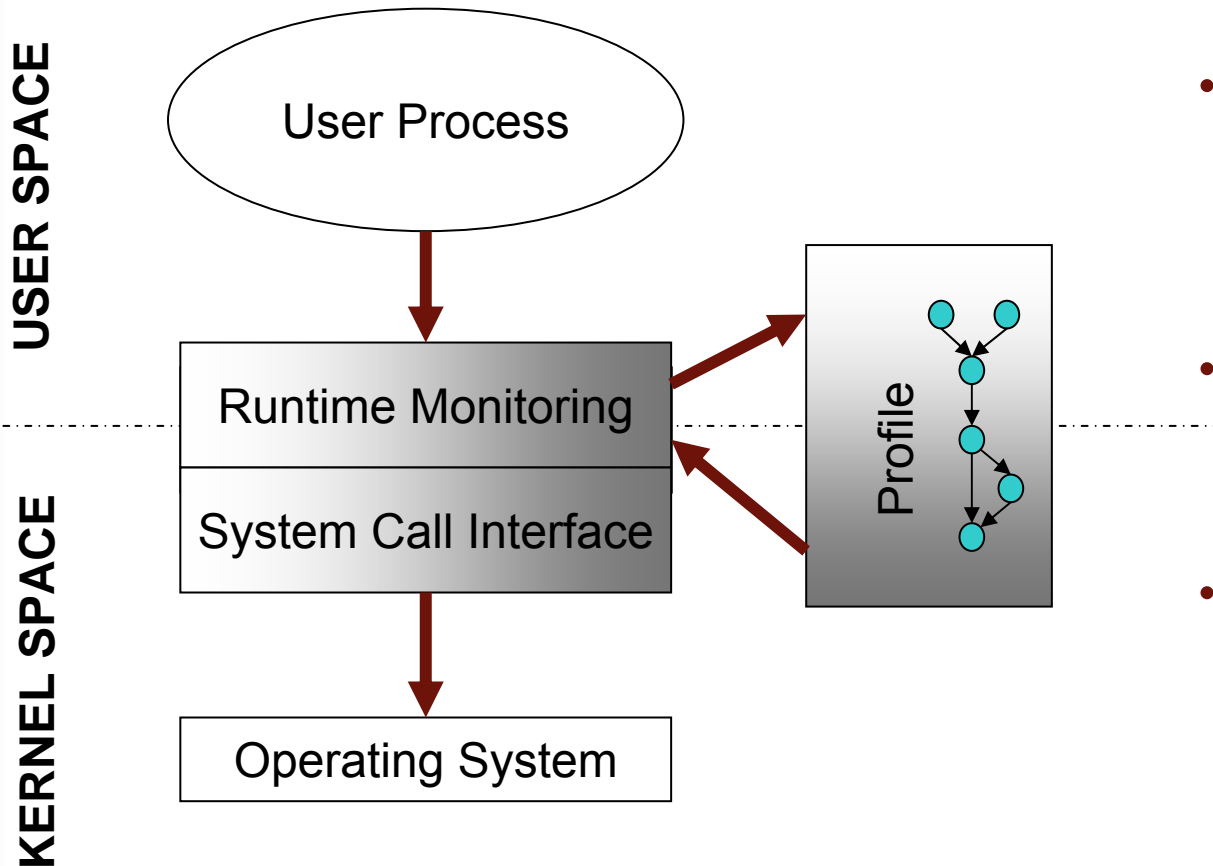 USER SPACE
User Process
Runtime Monitoring
Profile
System Call Interface
KERNEL SPACE
Operating System